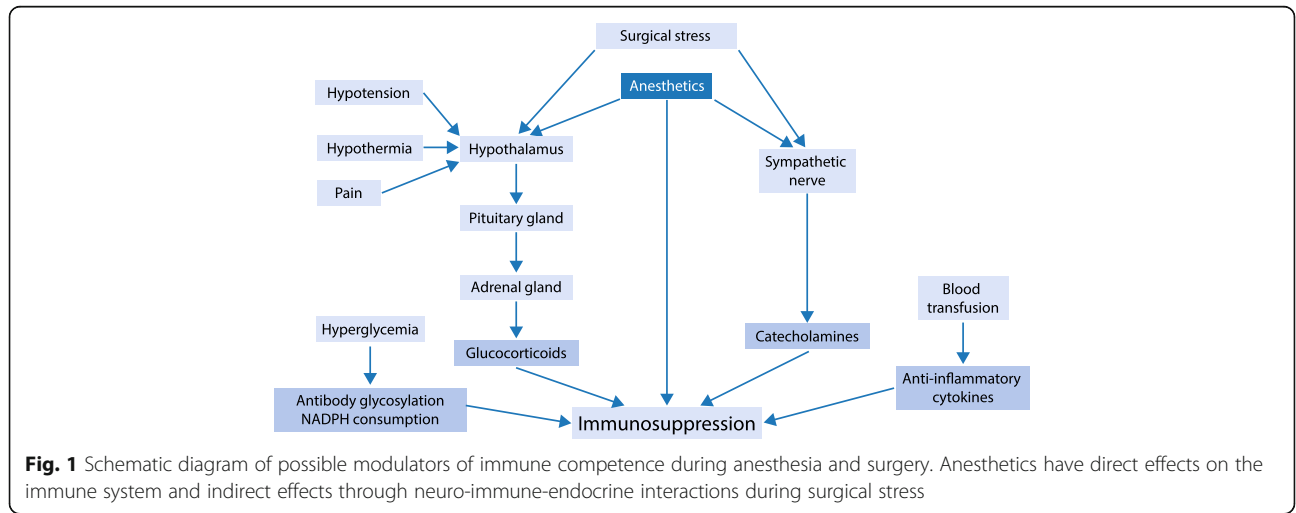 Surgical stress
Anesthetics
Hypotension
Hypothermia
Hypothalamus
Pain
Sympathetic
nerve
Pituitary gland
Adrenal gland
Blood
transfusion
Hyperglycemia
Catecholamines
Glucocorticoids
Anti-inflammatory
cytokines
Antibody glycosylation
NADPH consumption
Immunosuppression
Fig. 1 Schematic diagram of possible modulators of immune competence during anesthesia and surgery. Anesthetics have direct effects on the
immune system and indirect effects through neuro-immune-endocrine interactions during surgical stress